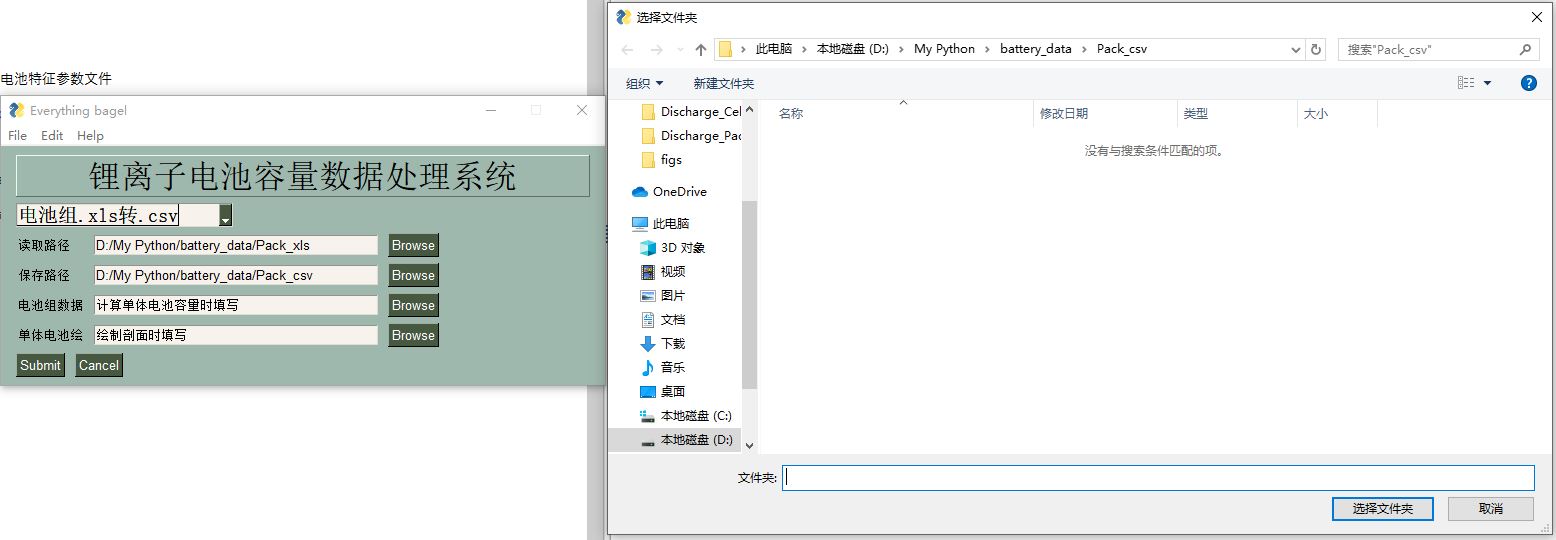 电池特征参数文件
Everything bagel
File Edit Help
锂离子电池容量数据处理系统
电池组.xls转.csv
读取路径 D:/My Python/battery_data/Pack_xls Browse
保存路径 D:/My Python/battery_data/Pack_csv Browse
电池组数据 计算单体电池容量时填写 Browse
单体电池绘 绘制剖面时填写 Browse
Submit Cancel
选择文件夹
此电脑 › 本地磁盘 (D:) › My Python › battery_data › Pack_csv
搜索"Pack_csv"
组织 新建文件夹
名称 修改日期 类型 大小
没有与搜索条件匹配的项。
Discharge_Cel
Discharge_Pac
figs
OneDrive
此电脑
3D 对象
视频
图片
文档
下载
音乐
桌面
本地磁盘 (C:)
本地磁盘 (D:)
文件夹:
选择文件夹 取消